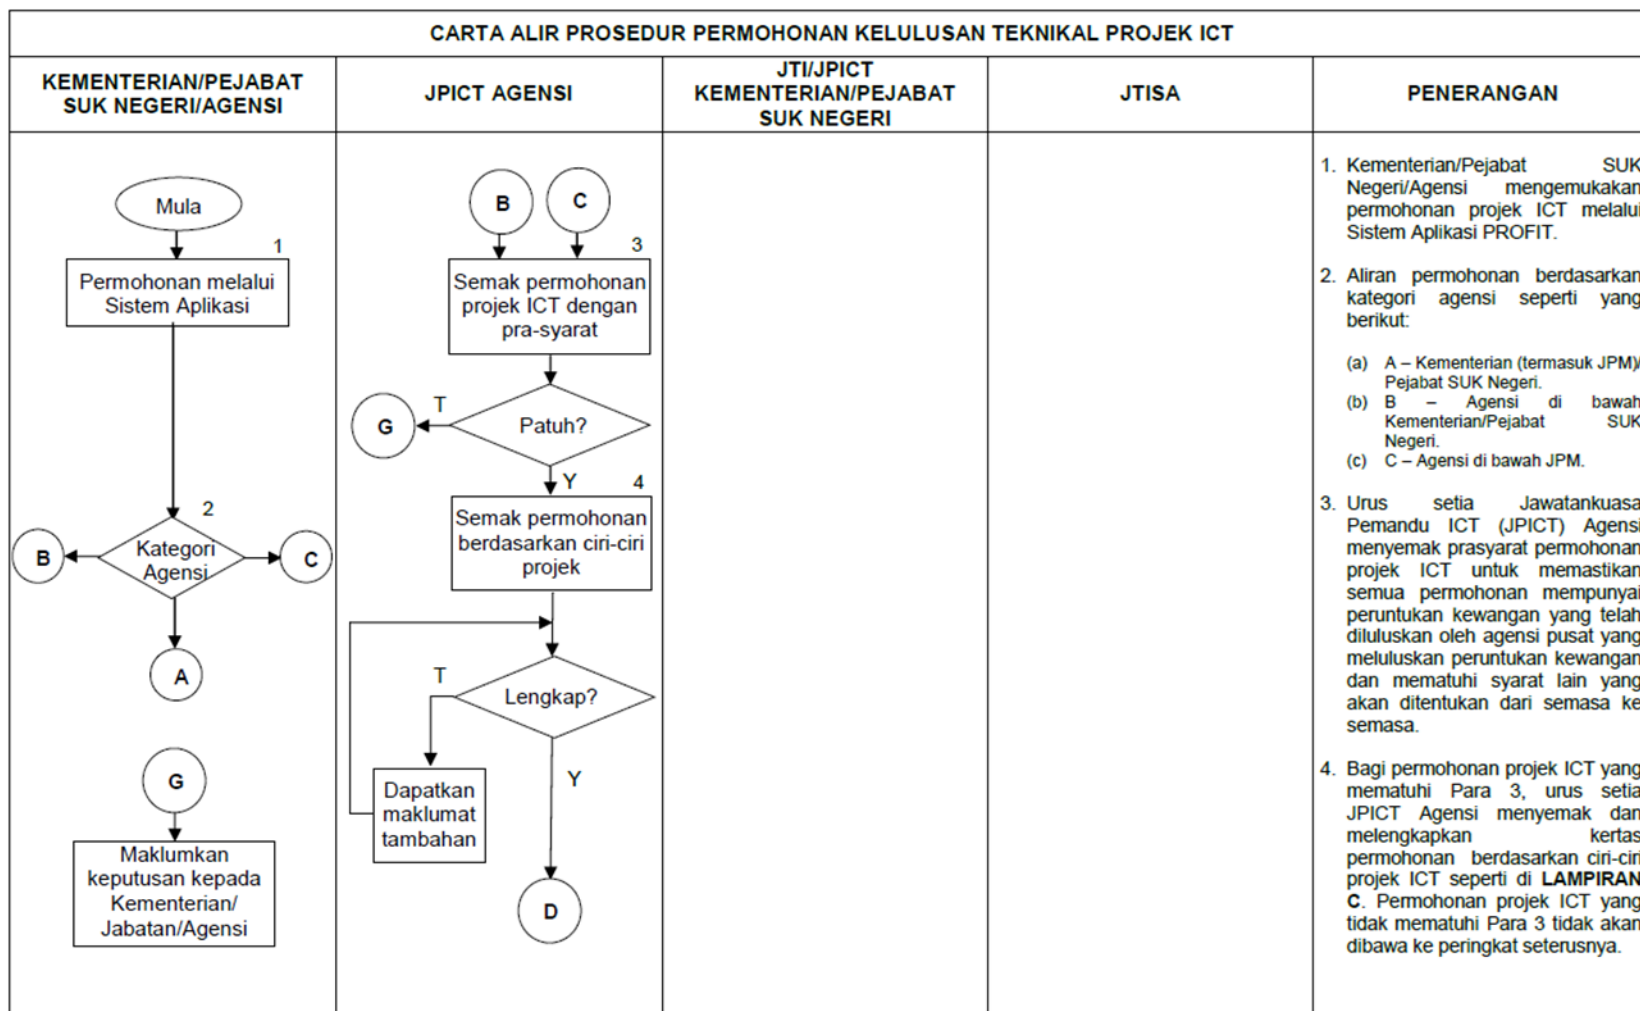 CARTA ALIR PROSEDUR PERMOHONAN KELULUSAN TEKNIKAL PROJEK ICT
KEMENTERIAN/PEJABAT
SUK NEGERI/AGENSI
JPICT AGENSI
JTI/JPICT
KEMENTERIAN/PEJABAT
SUK NEGERI
JTISA
PENERANGAN
Mula
1
Permohonan melalui
Sistem Aplikasi
2
Kategori
Agensi
B
C
A
G
Maklumkan
keputusan kepada
Kementerian/
Jabatan/Agensi
B
C
3
Semak permohonan
projek ICT dengan
pra-syarat
Patuh?
T
G
Y
4
Semak permohonan
berdasarkan ciri-ciri
projek
Lengkap?
T
Dapatkan
maklumat
tambahan
Y
D
1. Kementerian/Pejabat SUK
Negeri/Agensi mengemukakan
permohonan projek ICT melalui
Sistem Aplikasi PROFIT.
2. Aliran permohonan berdasarkan
kategori agensi seperti yang
berikut:
(a) A – Kementerian (termasuk JPM)/
Pejabat SUK Negeri.
(b) B – Agensi di bawah
Kementerian/Pejabat SUK
Negeri.
(c) C – Agensi di bawah JPM.
3. Urus setia Jawatankuasa
Pemandu ICT (JPICT) Agensi
menyemak prasyarat permohonan
projek ICT untuk memastikan
semua permohonan mempunyai
peruntukan kewangan yang telah
diluluskan oleh agensi pusat yang
meluluskan peruntukan kewangan
dan mematuhi syarat lain yang
akan ditentukan dari semasa ke
semasa.
4. Bagi permohonan projek ICT yang
mematuhi Para 3, urus setia
JPICT Agensi menyemak dan
melengkapkan kertas
permohonan berdasarkan ciri-ciri
projek ICT seperti di LAMPIRAN
C. Permohonan projek ICT yang
tidak mematuhi Para 3 tidak akan
dibawa ke peringkat seterusnya.